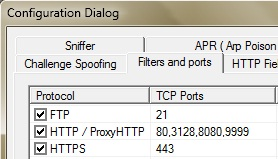 Configuration Dialog
Sniffer APR ( Arp Poison
Challenge Spoofing Filters and ports HTTP Fiel
Protocol TCP Ports
FTP 21
HTTP / ProxyHTTP 80,3128,8080,9999
HTTPS 443